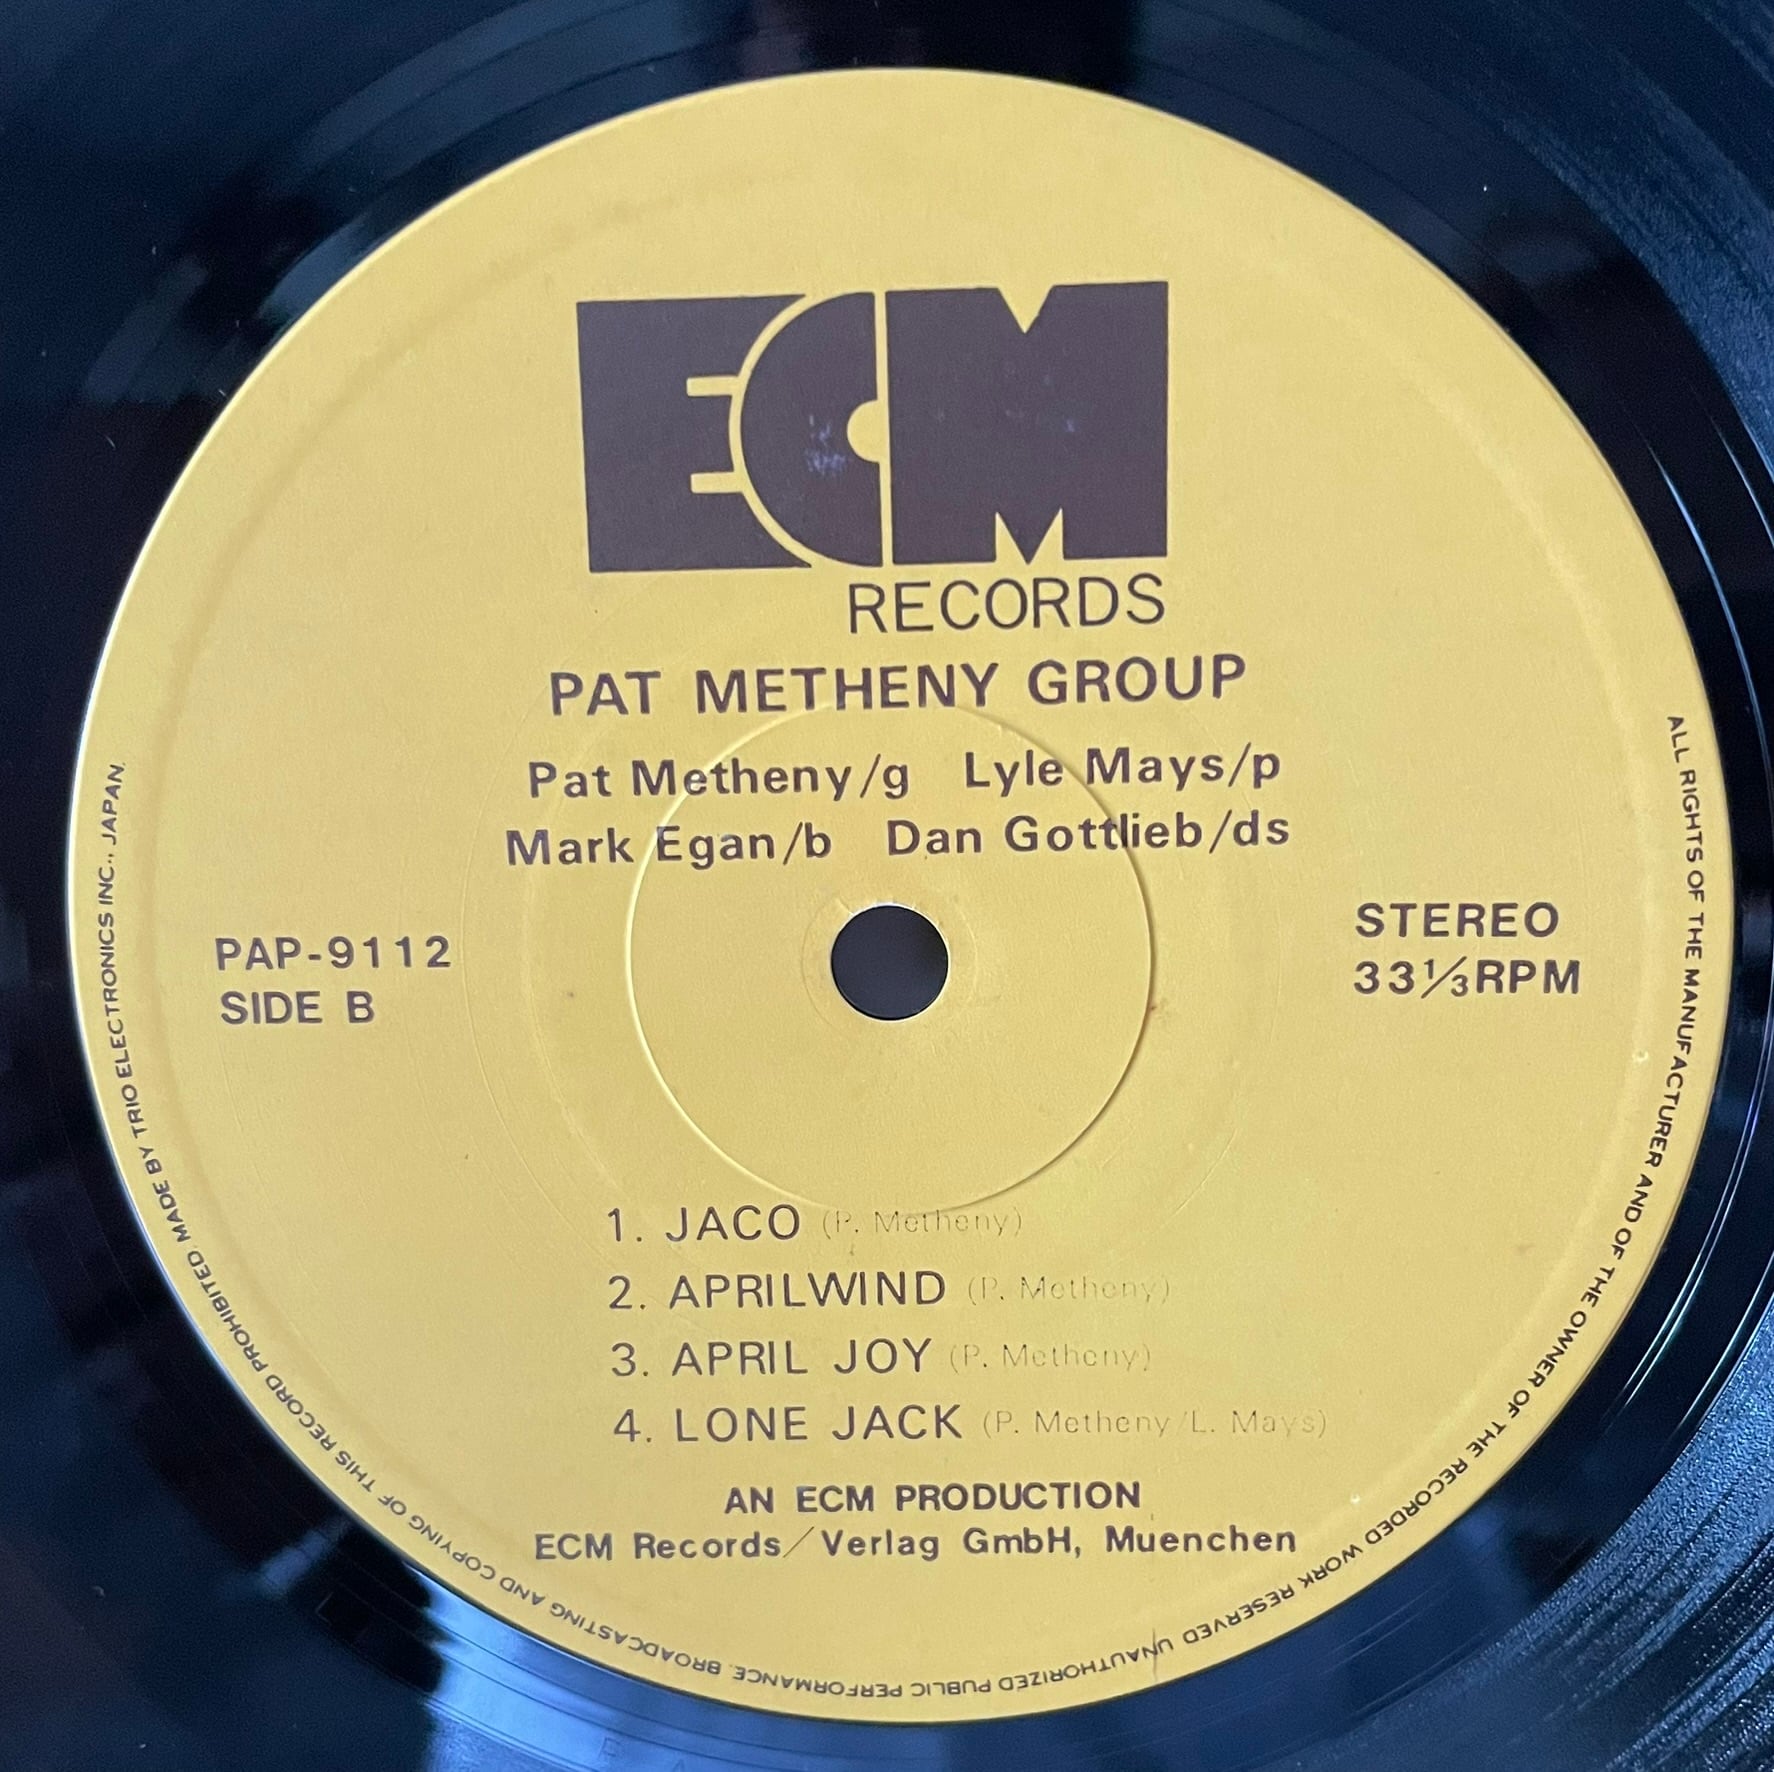 ECM
RECORDS
PAT METHENY GROUP
Pat Metheny/g Lyle Mays/p
Mark Egan/b Dan Gottlieb/ds
PAP-9112
SIDE B
STEREO
33⅓RPM
1. JACO (P. Metheny)
2. APRILWIND (P. Metheny)
3. APRIL JOY (P. Metheny)
4. LONE JACK (P. Metheny/L. Mays)
AN ECM PRODUCTION
ECM Records/Verlag GmbH, Muenchen
ALL RIGHTS OF THE MANUFACTURER AND OF THE OWNER OF THE RECORDED WORK RESERVED UNAUTHORIZED PUBLIC PERFORMANCE. BROADCASTING AND COPYING OF THIS RECORD PROHIBITED. MADE BY TRIO ELECTRONICS INC., JAPAN.